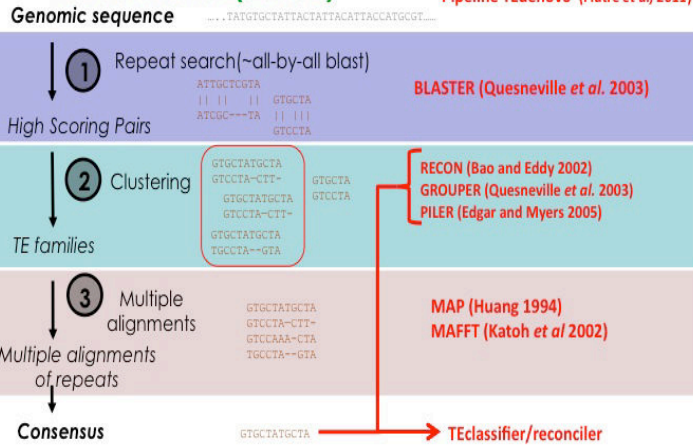 Genomic sequence
.....TATGTGCTATTACTATTACATTACCATGCGT.....
1
Repeat search(~all-by-all blast)
BLASTER (Quesneville et al. 2003)
ATTGCTCGTA
|| || || GTGCTA
ATCGC---TA || |||
GTCCTA
High Scoring Pairs
2
Clustering
GTGCTATGCTA
GTCCTA-CTT-
GTGCTATGCTA
GTCCTA-CTT-
GTGCTATGCTA
TGCCTA--GTA
GTGCTA
GTCCTA
RECON (Bao and Eddy 2002)
GROUPER (Quesneville et al. 2003)
PILER (Edgar and Myers 2005)
TE families
3
Multiple
alignments
GTGCTATGCTA
GTCCTA-CTT-
GTCCAAA-CTA
TGCCTA--GTA
MAP (Huang 1994)
MAFFT (Katoh et al 2002)
Multiple alignments
of repeats
Consensus
GTGCTATGCTA
TEclassifier/reconciler